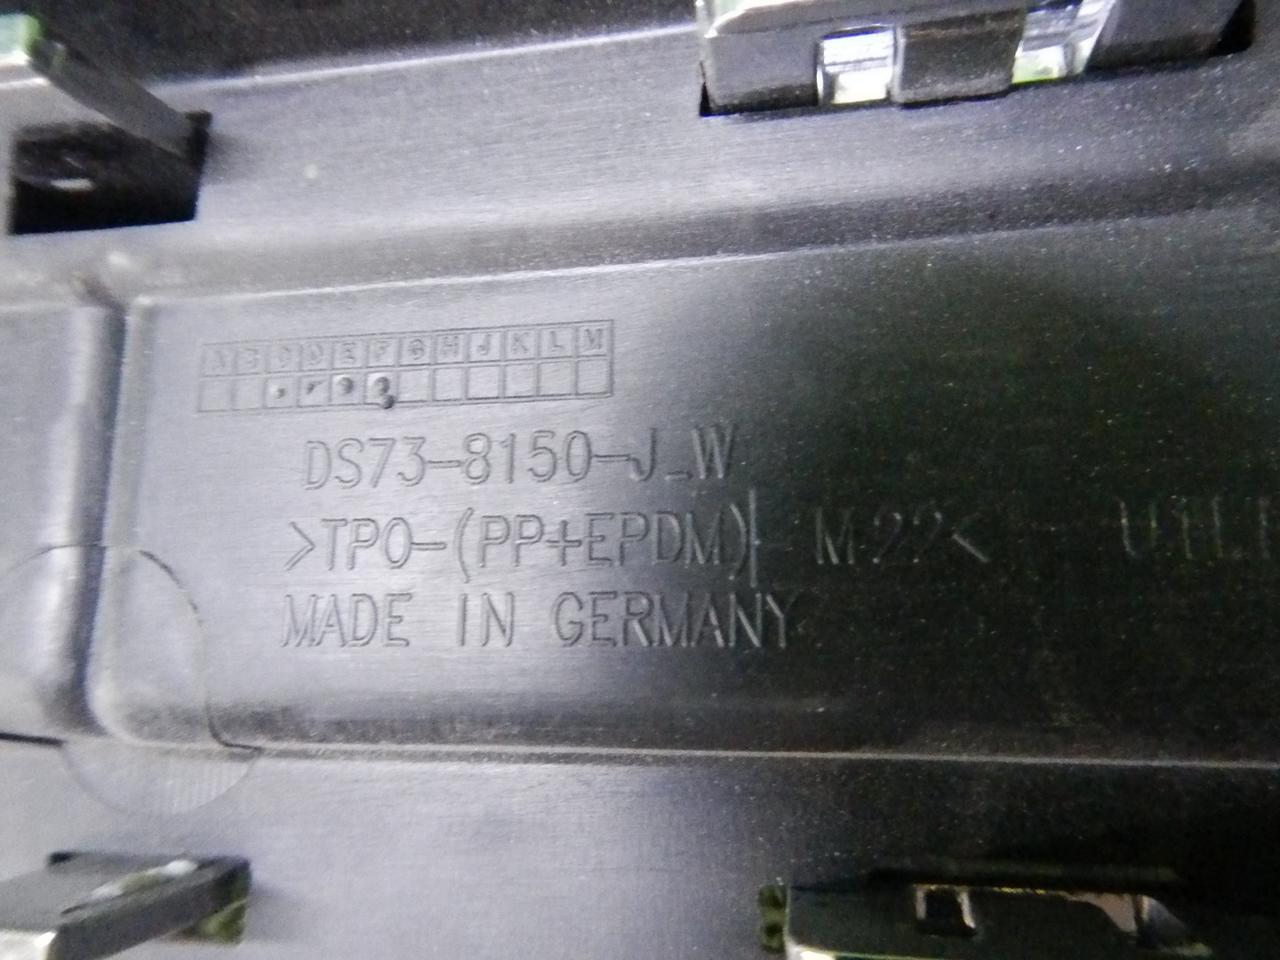 A B C D E F G H J K L M
DS73-8150-J_W
>TPO-(PP+EPDM)- M22<
MADE IN GERMANY